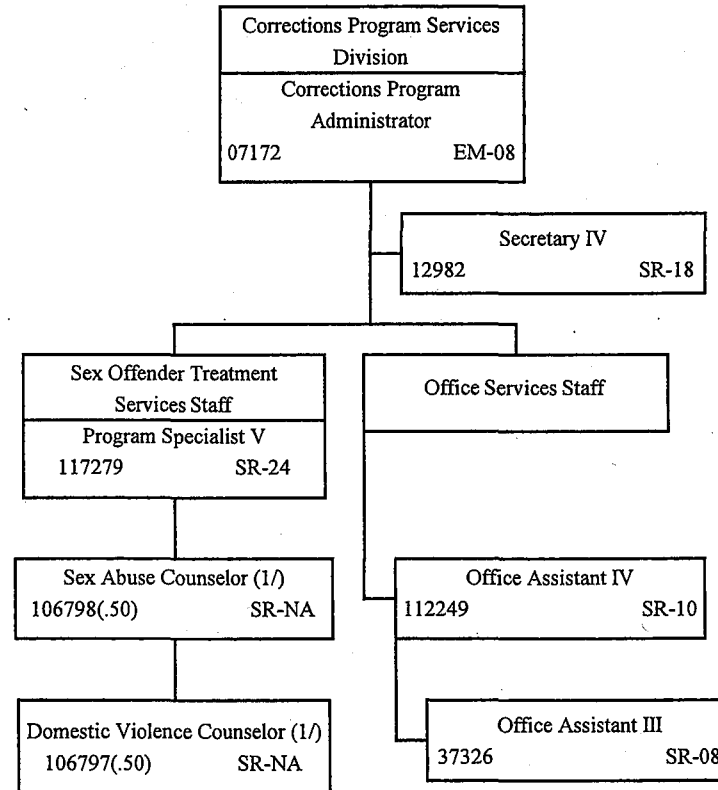 Corrections Program Services
Division
Corrections Program
Administrator
07172 EM-08
Secretary IV
12982 SR-18
Sex Offender Treatment
Services Staff
Program Specialist V
117279 SR-24
Office Services Staff
Sex Abuse Counselor (1/)
106798(.50) SR-NA
Office Assistant IV
112249 SR-10
Domestic Violence Counselor (1/)
106797(.50) SR-NA
Office Assistant III
37326 SR-08